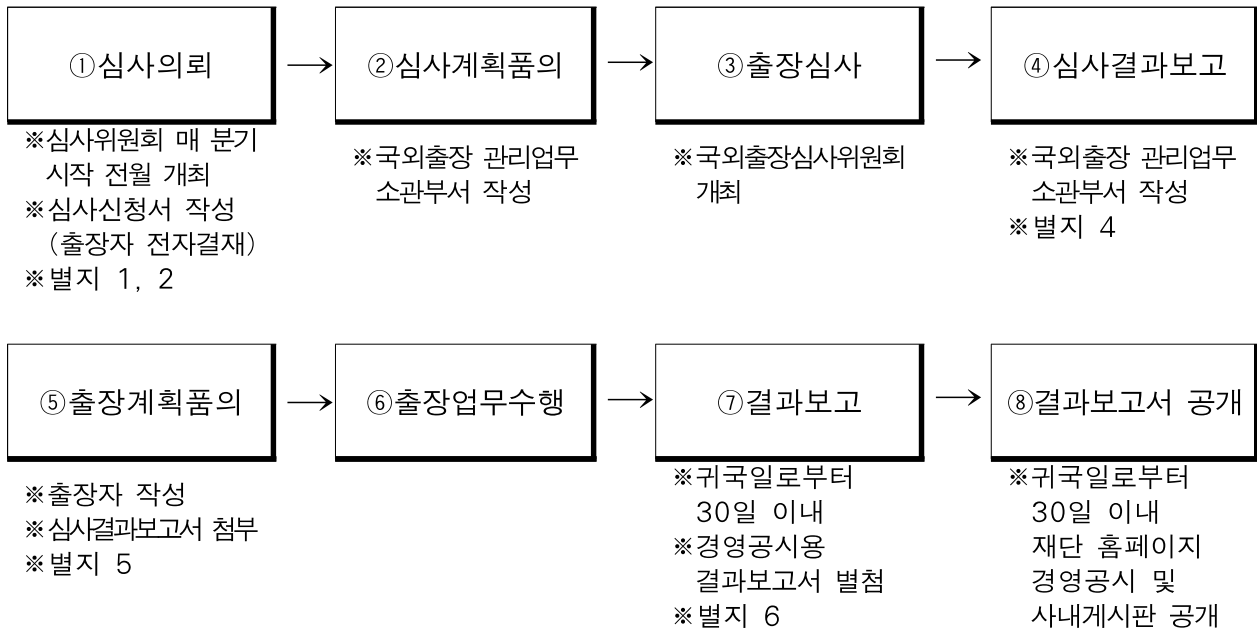 ①심사의뢰 → ②심사계획품의 → ③출장심사 → ④심사결과보고
※심사위원회 매 분기
시작 전월 개최
※심사신청서 작성
(출장자 전자결재)
※별지 1, 2
※국외출장 관리업무
소관부서 작성
※국외출장심사위원회
개최
※국외출장 관리업무
소관부서 작성
※별지 4
⑤출장계획품의 → ⑥출장업무수행 → ⑦결과보고 → ⑧결과보고서 공개
※출장자 작성
※심사결과보고서 첨부
※별지 5
※귀국일로부터
30일 이내
※경영공시용
결과보고서 별첨
※별지 6
※귀국일로부터
30일 이내
재단 홈페이지
경영공시 및
사내게시판 공개